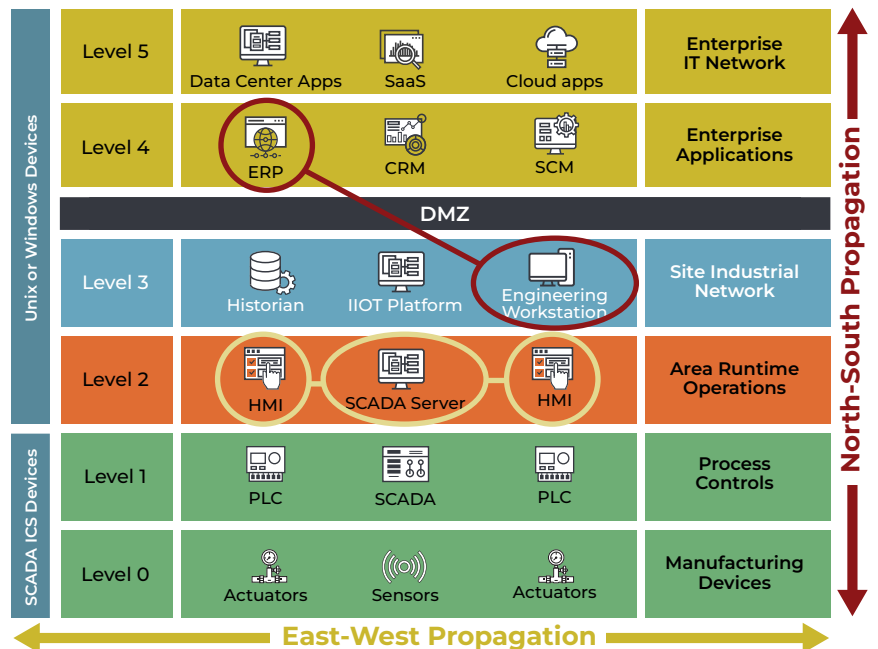 Unix or Windows Devices
SCADA ICS Devices
Level 5
Data Center Apps
SaaS
Cloud apps
Enterprise
IT Network
Level 4
ERP
CRM
SCM
Enterprise
Applications
DMZ
Level 3
Historian
IIOT Platform
Engineering
Workstation
Site Industrial
Network
Level 2
HMI
SCADA Server
HMI
Area Runtime
Operations
Level 1
PLC
SCADA
PLC
Process
Controls
Level 0
Actuators
Sensors
Actuators
Manufacturing
Devices
North-South Propagation
East-West Propagation